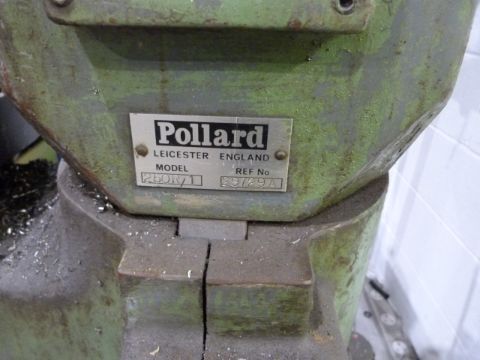 Pollard
LEICESTER ENGLAND
MODEL REF No